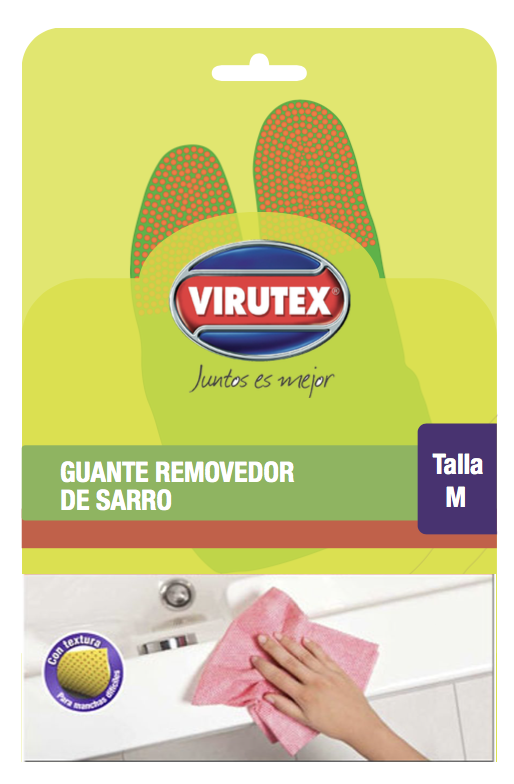 VIRUTEX®
Juntos es mejor
GUANTE REMOVEDOR
DE SARRO
Talla
M
Con textura
Para manchas difíciles